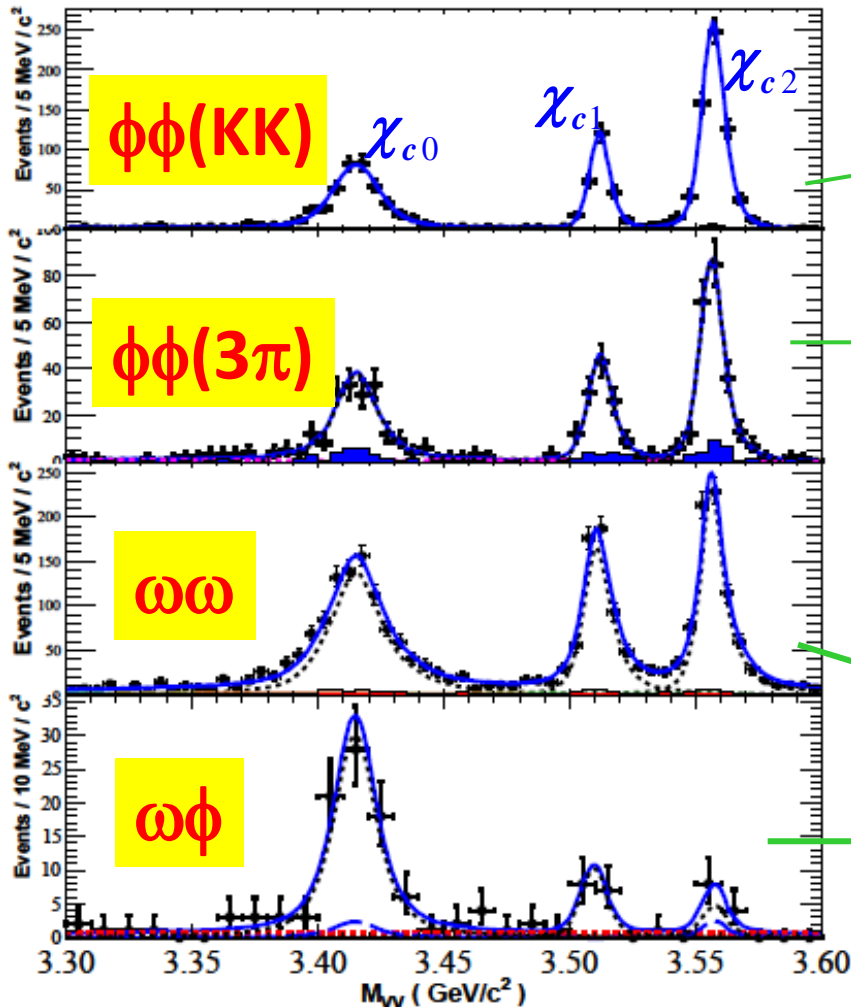 Events / 5 MeV / c²
250
200
150
100
50
ϕϕ(KK)
χc0
χc1
χc2
Events / 5 MeV / c²
80
60
40
20
0
ϕϕ(3π)
Events / 5 MeV / c²
250
200
150
100
50
ωω
Events / 10 MeV / c²
35
30
25
20
15
10
5
0
ωϕ
3.30 3.35 3.40 3.45 3.50 3.55 3.60
M_VV ( GeV/c² )